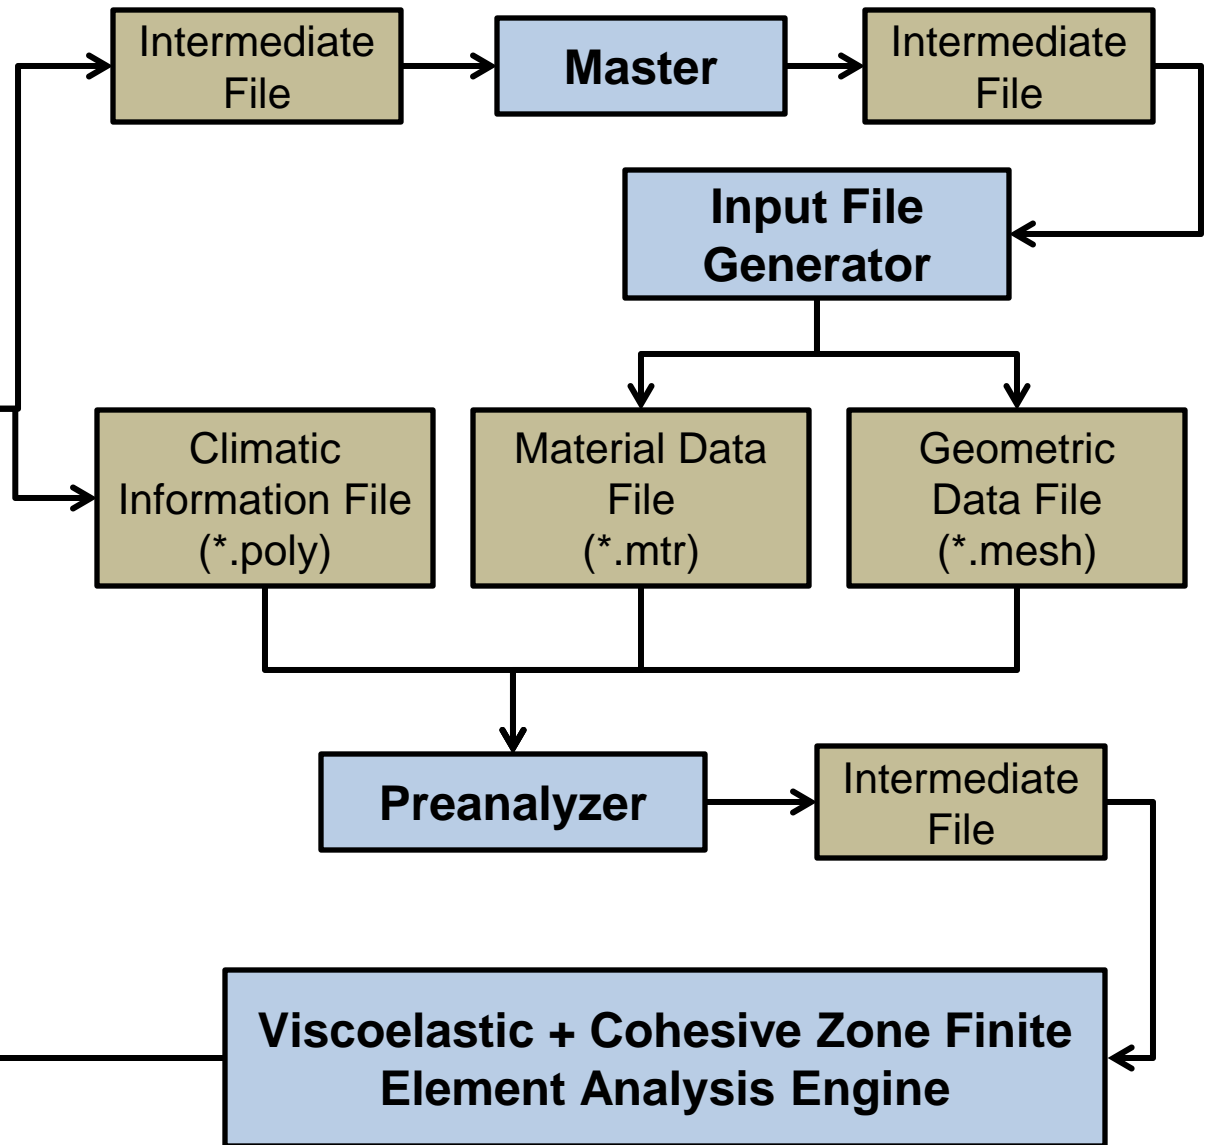 Intermediate
File
Master
Intermediate
File
Input File
Generator
Climatic
Information File
(*.poly)
Material Data
File
(*.mtr)
Geometric
Data File
(*.mesh)
Preanalyzer
Intermediate
File
Viscoelastic + Cohesive Zone Finite
Element Analysis Engine